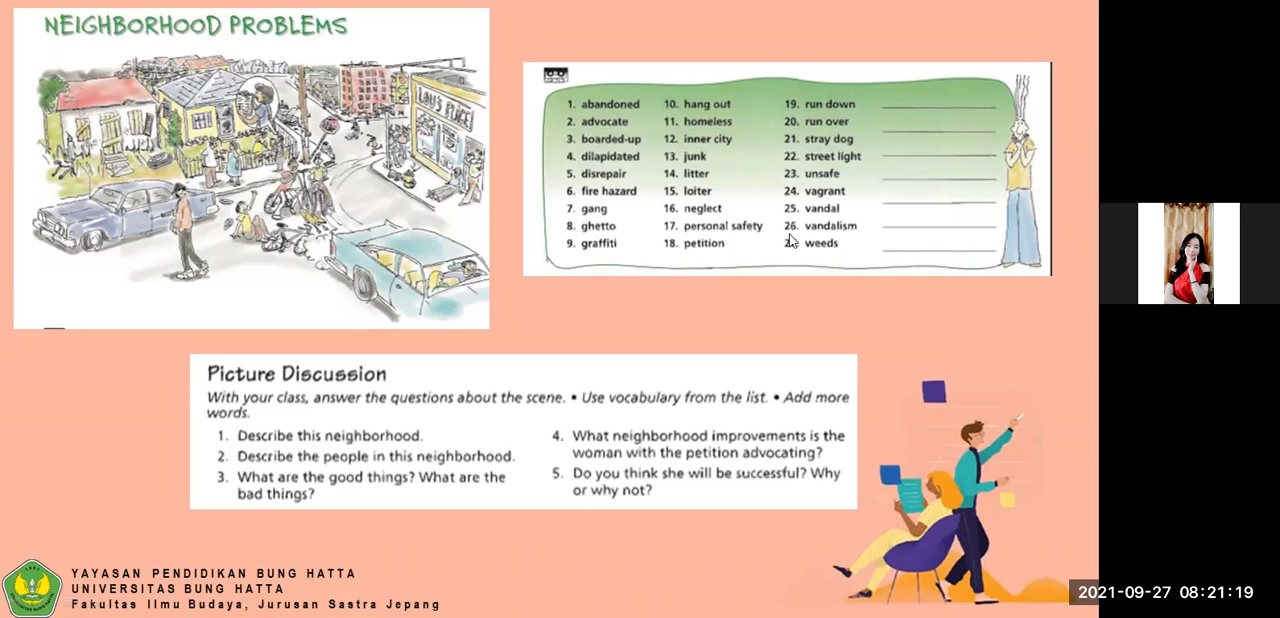 NEIGHBORHOOD PROBLEMS
LOU'S PLACE
1. abandoned
2. advocate
3. boarded-up
4. dilapidated
5. disrepair
6. fire hazard
7. gang
8. ghetto
9. graffiti
10. hang out
11. homeless
12. inner city
13. junk
14. litter
15. loiter
16. neglect
17. personal safety
18. petition
19. run down
20. run over
21. stray dog
22. street light
23. unsafe
24. vagrant
25. vandal
26. vandalism
weeds
Picture Discussion
With your class, answer the questions about the scene. • Use vocabulary from the list. • Add more
words.
1. Describe this neighborhood.
2. Describe the people in this neighborhood.
3. What are the good things? What are the
bad things?
4. What neighborhood improvements is the
woman with the petition advocating?
5. Do you think she will be successful? Why
or why not?
YAYASAN PENDIDIKAN BUNG HATTA
UNIVERSITAS BUNG HATTA
Fakultas Ilmu Budaya, Jurusan Sastra Jepang
2021-09-27 08:21:19